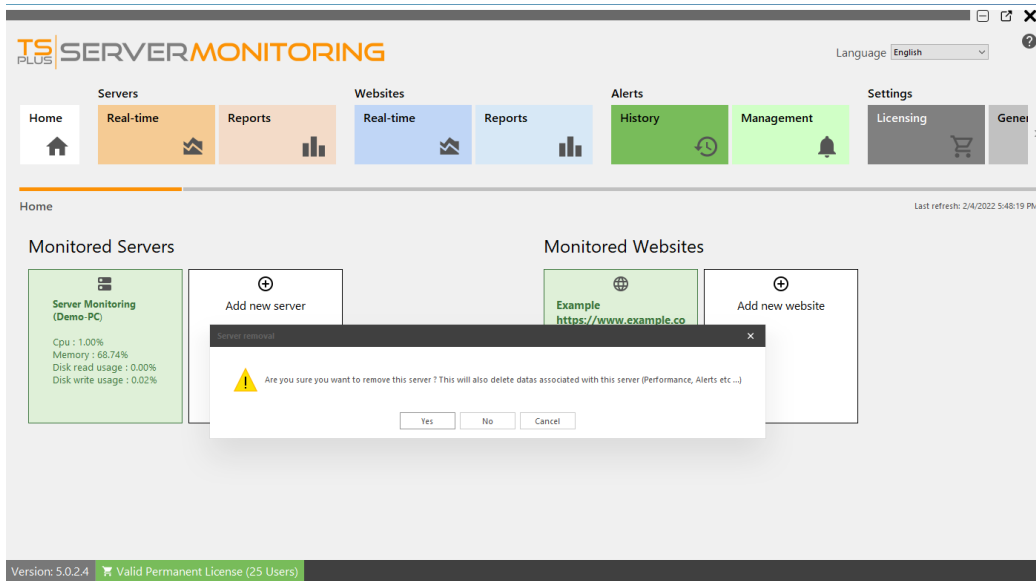 TS PLUS SERVER MONITORING
Language English
Servers
Websites
Alerts
Settings
Home
Real-time
Reports
Real-time
Reports
History
Management
Licensing
Gener
Home
Last refresh: 2/4/2022 5:48:19 PM
Monitored Servers
Monitored Websites
Server Monitoring
(Demo-PC)
Cpu : 1.00%
Memory : 68.74%
Disk read usage : 0.00%
Disk write usage : 0.02%
Add new server
Example
https://www.example.co
Add new website
Server removal
Are you sure you want to remove this server ? This will also delete datas associated with this server (Performance, Alerts etc ...)
Yes
No
Cancel
Version: 5.0.2.4
Valid Permanent License (25 Users)